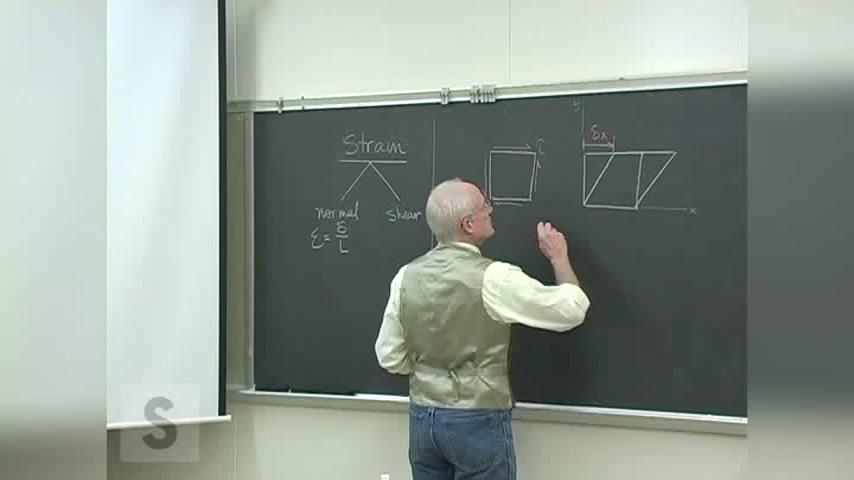 Strain
normal shear
ε = δ
L
τ
y
δx
x
S